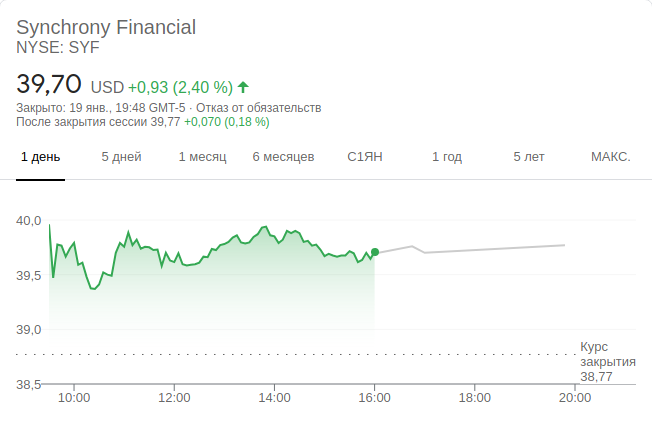 Synchrony Financial
NYSE: SYF
39,70 USD +0,93 (2,40 %)
Закрыто: 19 янв., 19:48 GMT-5 · Отказ от обязательств
После закрытия сессии 39,77 +0,070 (0,18 %)
1 день 5 дней 1 месяц 6 месяцев С1ЯН 1 год 5 лет МАКС.
40,0
39,5
39,0
Курс
закрытия
38,77
38,5
10:00 12:00 14:00 16:00 18:00 20:00